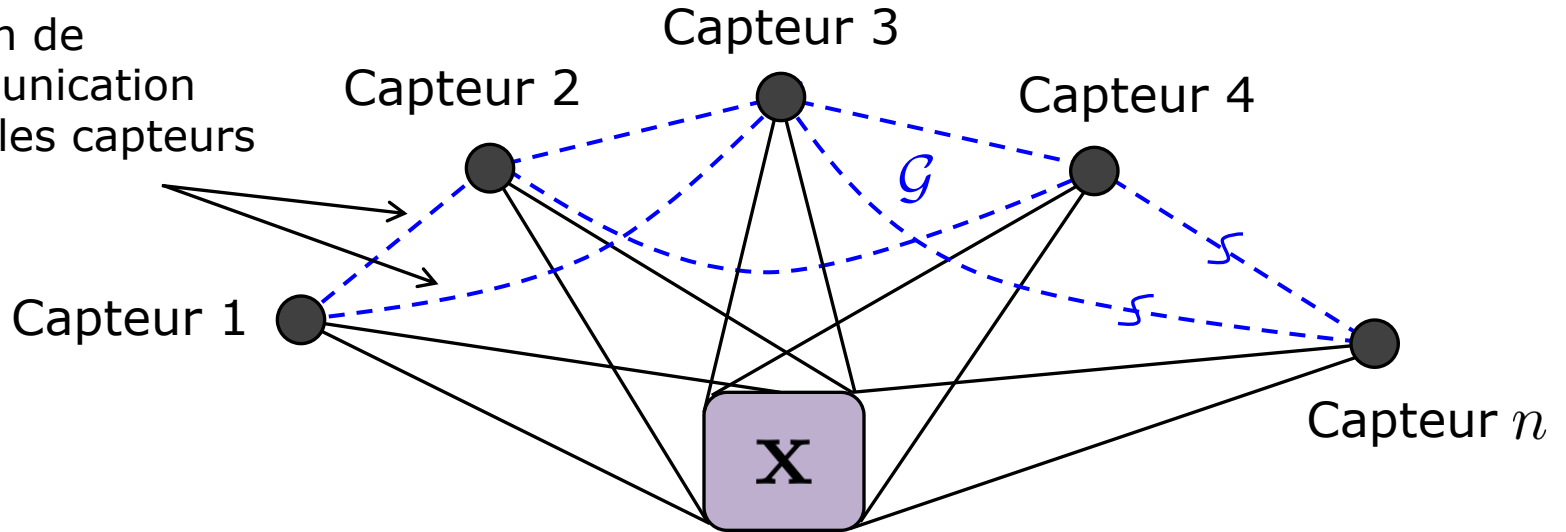 n de
unication
les capteurs
Capteur 3
Capteur 2
Capteur 4
𝒢
Capteur 1
Capteur n
x